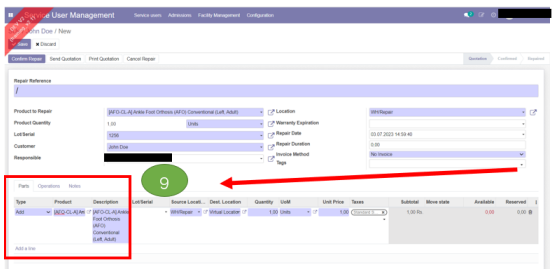 Service User Management Service users Admissions Facility Management Configuration
John Doe / New
Save ✖ Discard
Confirm Repair Send Quotation Print Quotation Cancel Repair Quotation Confirmed Repaired
Repair Reference
/
Product to Repair [AFO-CL-A] Ankle Foot Orthosis (AFO) Conventional (Left, Adult) Location WH/Repair
Product Quantity 1.00 Units Warranty Expiration
Lot/Serial 1256 Repair Date 03.07.2023 14:59:40
Customer John Doe Repair Duration 0.00
Responsible Invoice Method No Invoice
Tags
9
Parts Operations Notes
Type Product Description Lot/Serial Source Locati... Dest. Location Quantity UoM Unit Price Taxes Subtotal Move state Available Reserved
Add [AFO-CL-A] An [AFO-CL-A] Ankle WH/Repair Virtual Location 1.00 Units 1.00 1.00 Rs. 0.00 0.00
Foot Orthosis
(AFO)
Conventional
(Left, Adult)
Add a line